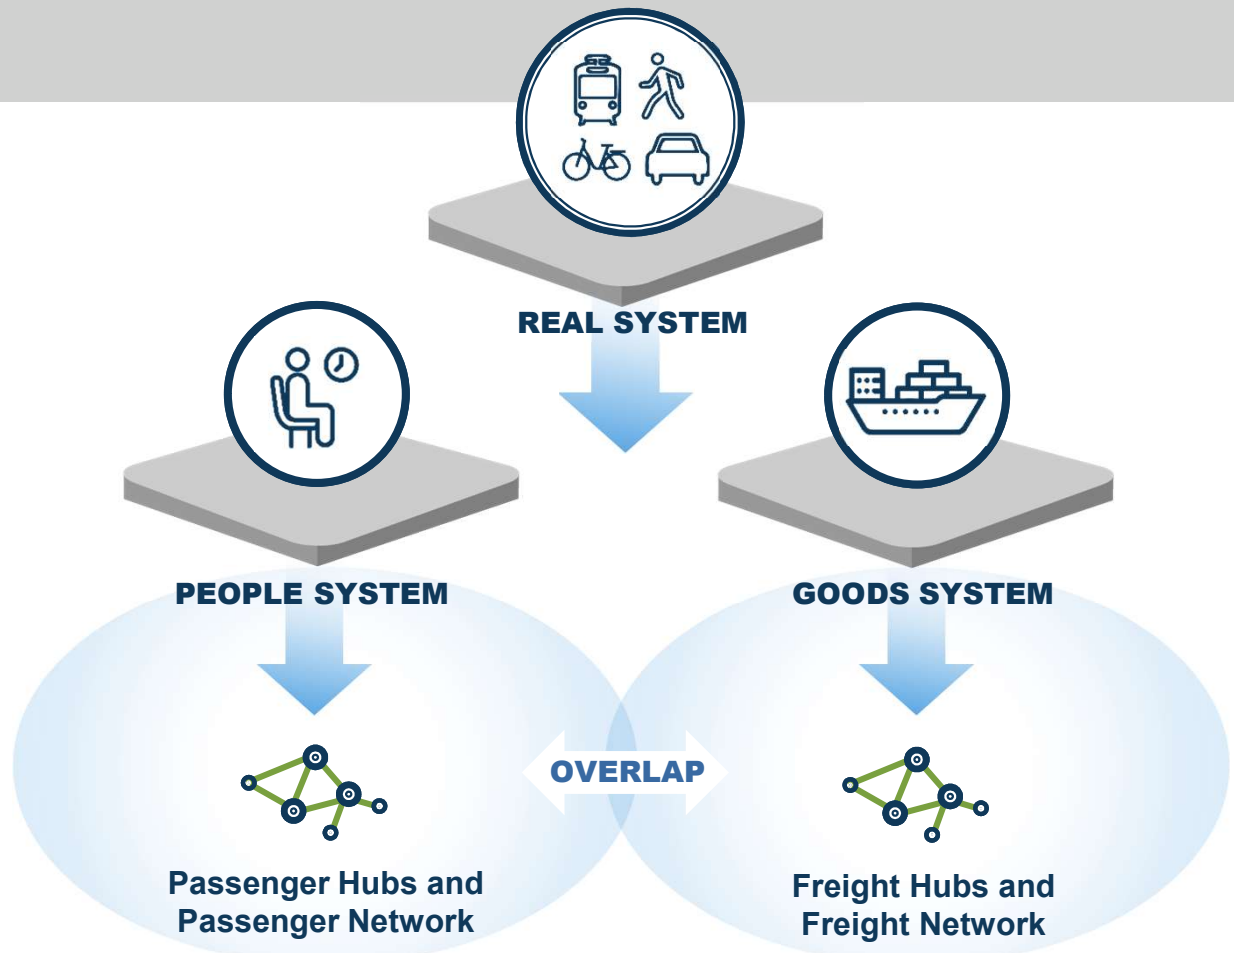 REAL SYSTEM
PEOPLE SYSTEM
GOODS SYSTEM
OVERLAP
Passenger Hubs and
Passenger Network
Freight Hubs and
Freight Network